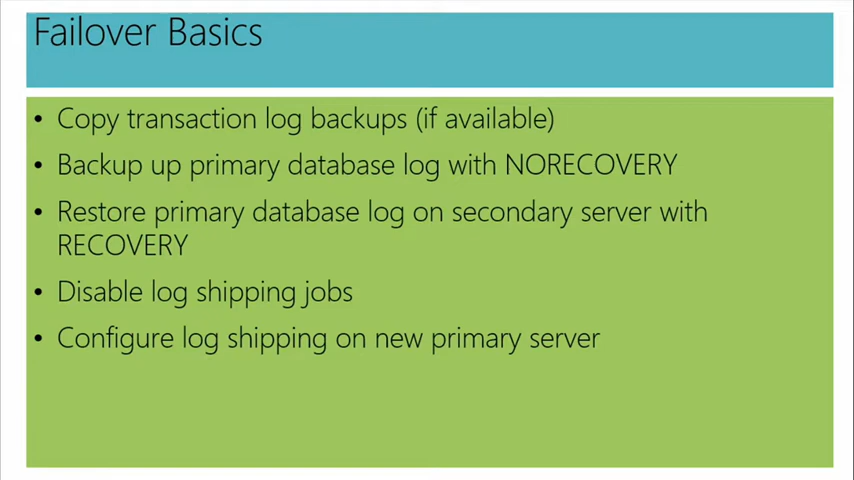 Failover Basics
• Copy transaction log backups (if available)
• Backup up primary database log with NORECOVERY
• Restore primary database log on secondary server with
RECOVERY
• Disable log shipping jobs
• Configure log shipping on new primary server